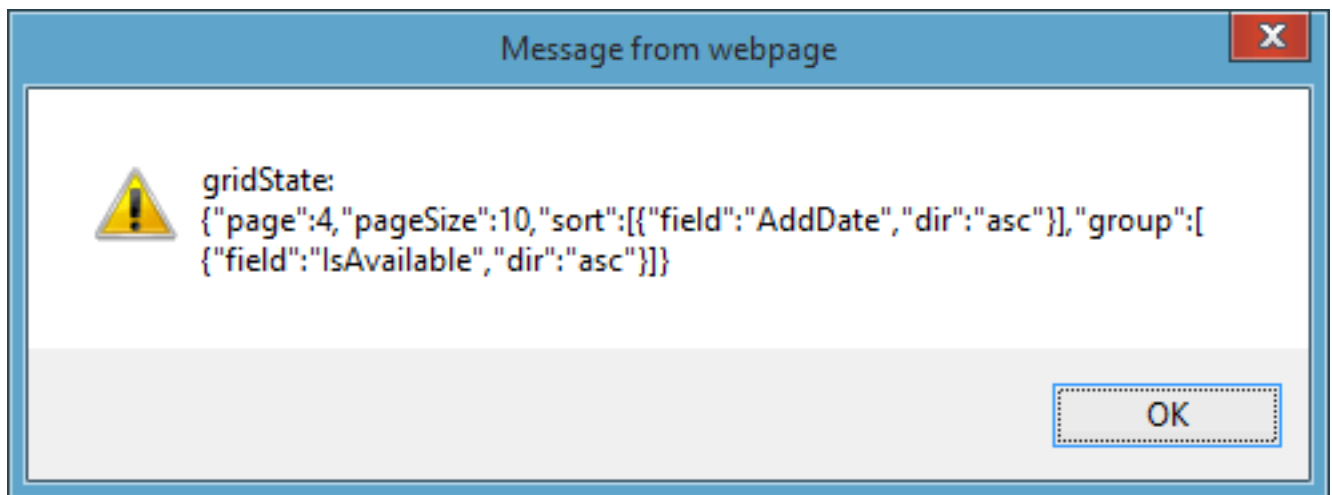 Message from webpage
x
gridState:
{"page":4,"pageSize":10,"sort":[{"field":"AddDate","dir":"asc"}],"group":[
{"field":"IsAvailable","dir":"asc"}]}
OK